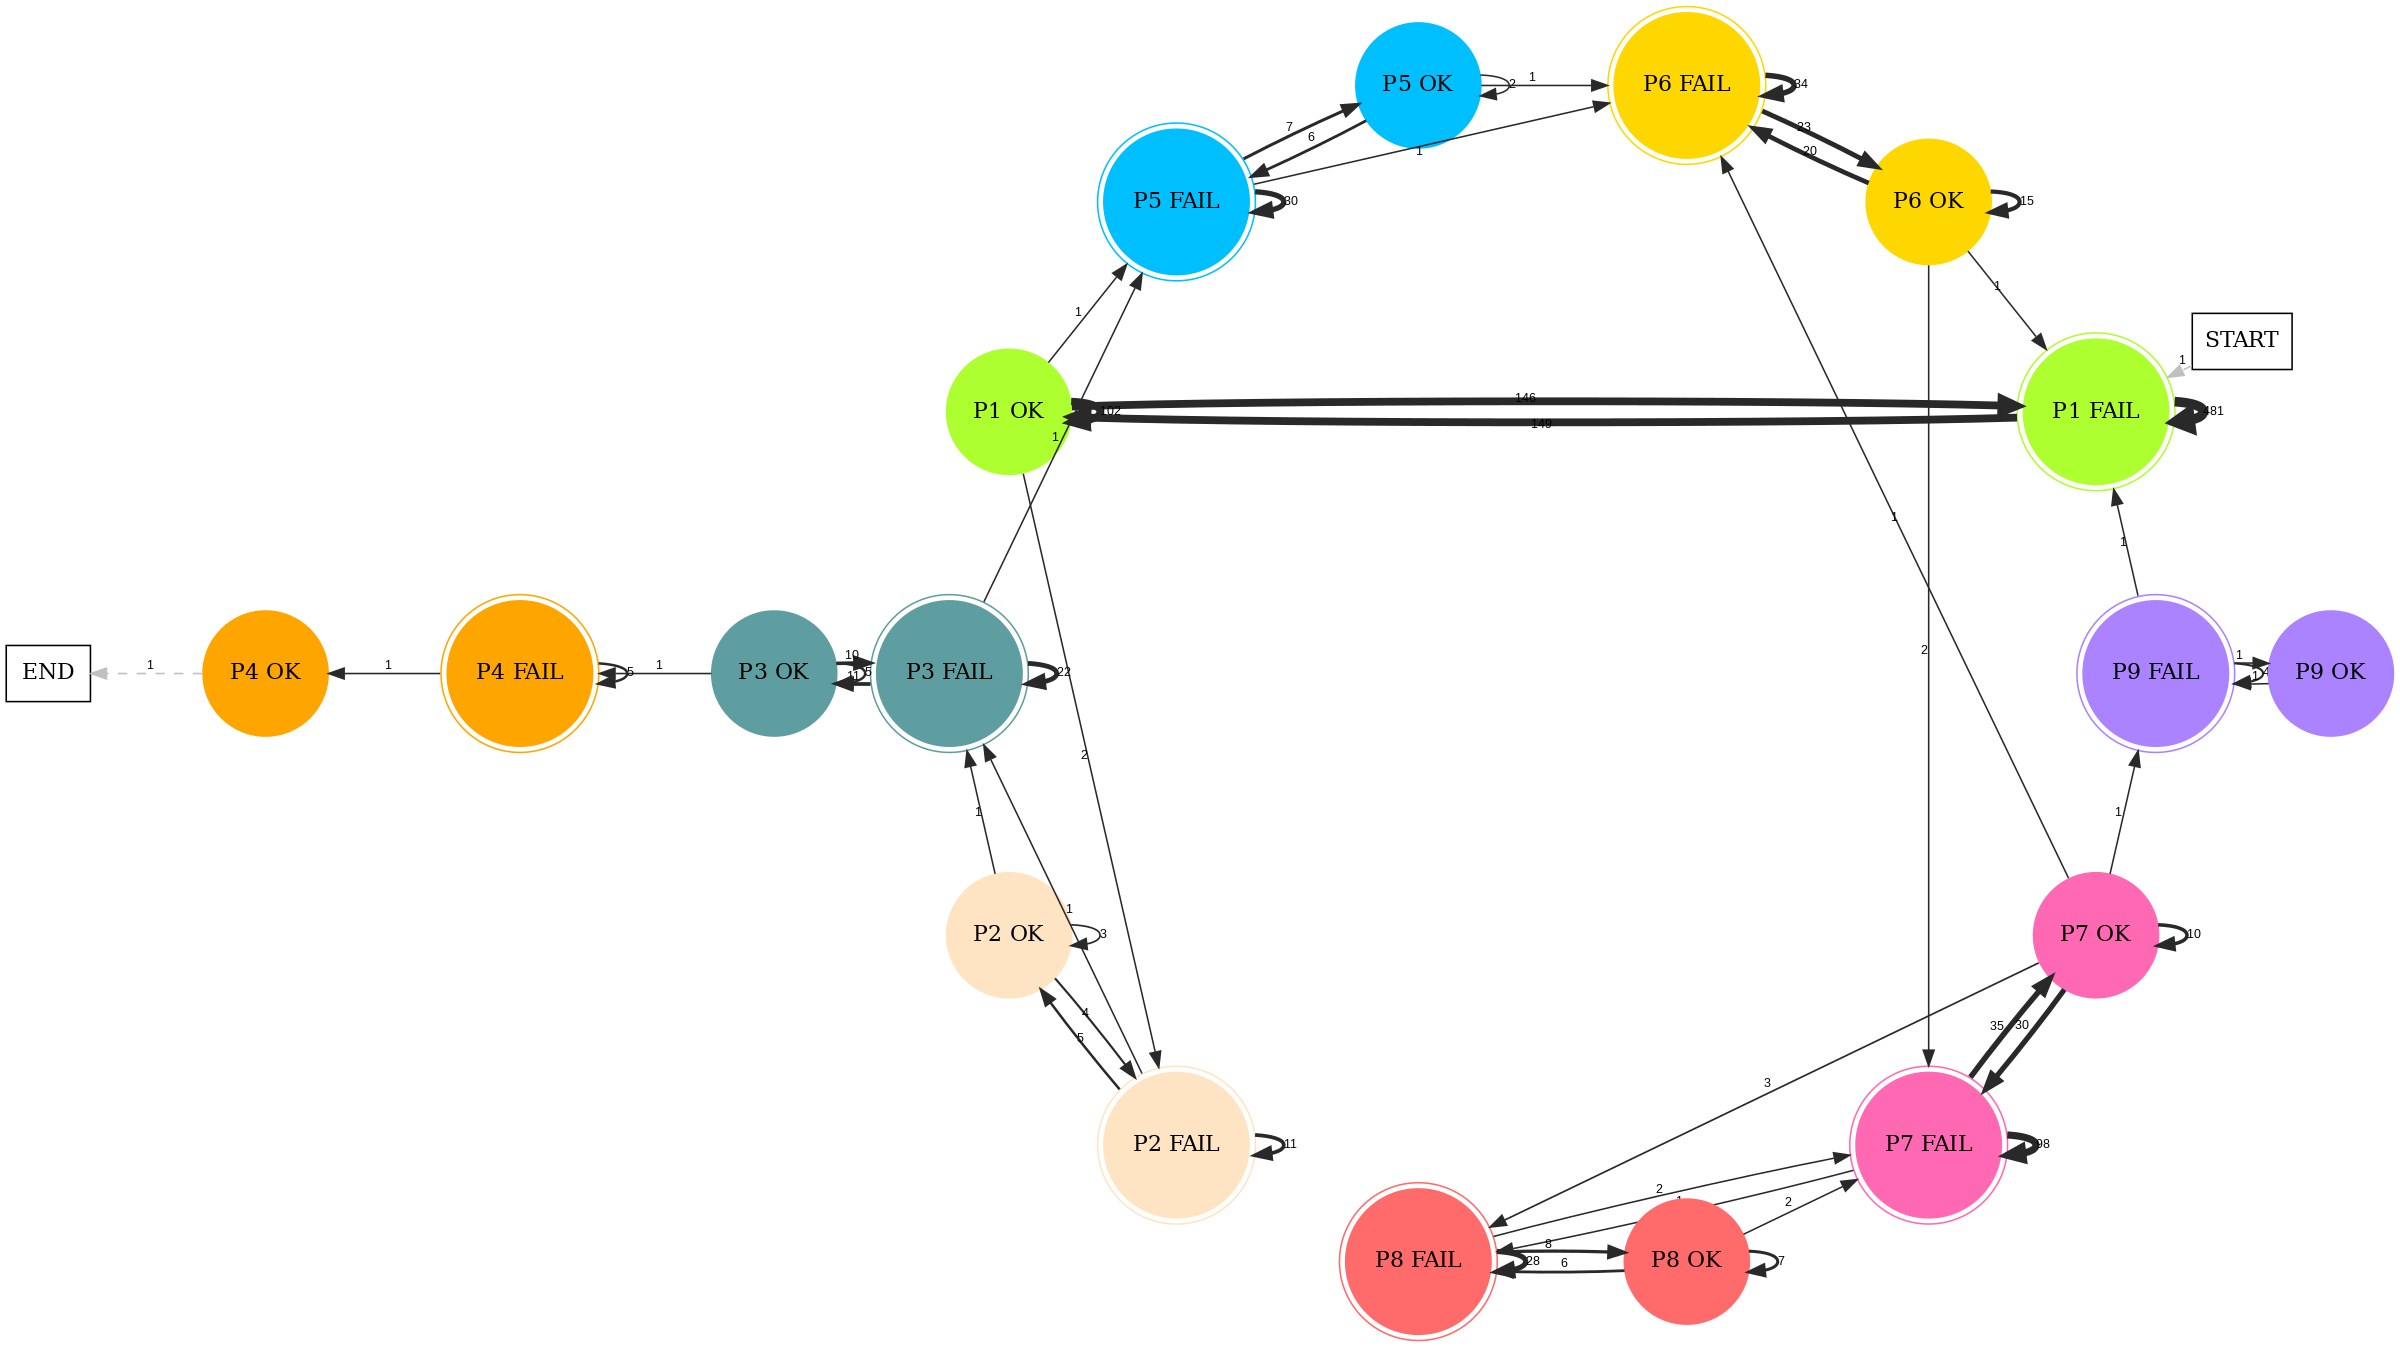 P5 OK
1
2
P6 FAIL
34
7
6
1
23
20
P5 FAIL
30
P6 OK
15
1
1
START
1
P1 OK
102
146
149
P1 FAIL
481
1
1
1
2
END
1
P4 OK
1
P4 FAIL
5
1
P3 OK
10
11
5
P3 FAIL
22
P9 FAIL
1
4
1
P9 OK
2
1
1
1
P2 OK
3
P7 OK
10
4
5
35
30
3
P2 FAIL
11
P7 FAIL
98
2
2
P8 FAIL
28
8
6
P8 OK
7